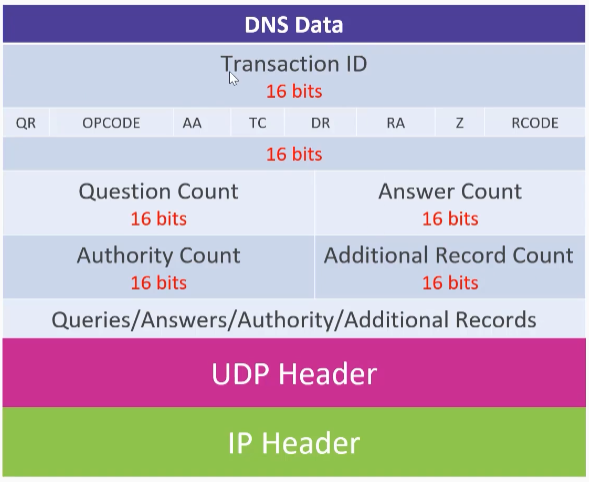 DNS Data
Transaction ID
16 bits
QR OPCODE AA TC DR RA Z RCODE
16 bits
Question Count Answer Count
16 bits 16 bits
Authority Count Additional Record Count
16 bits 16 bits
Queries/Answers/Authority/Additional Records
UDP Header
IP Header